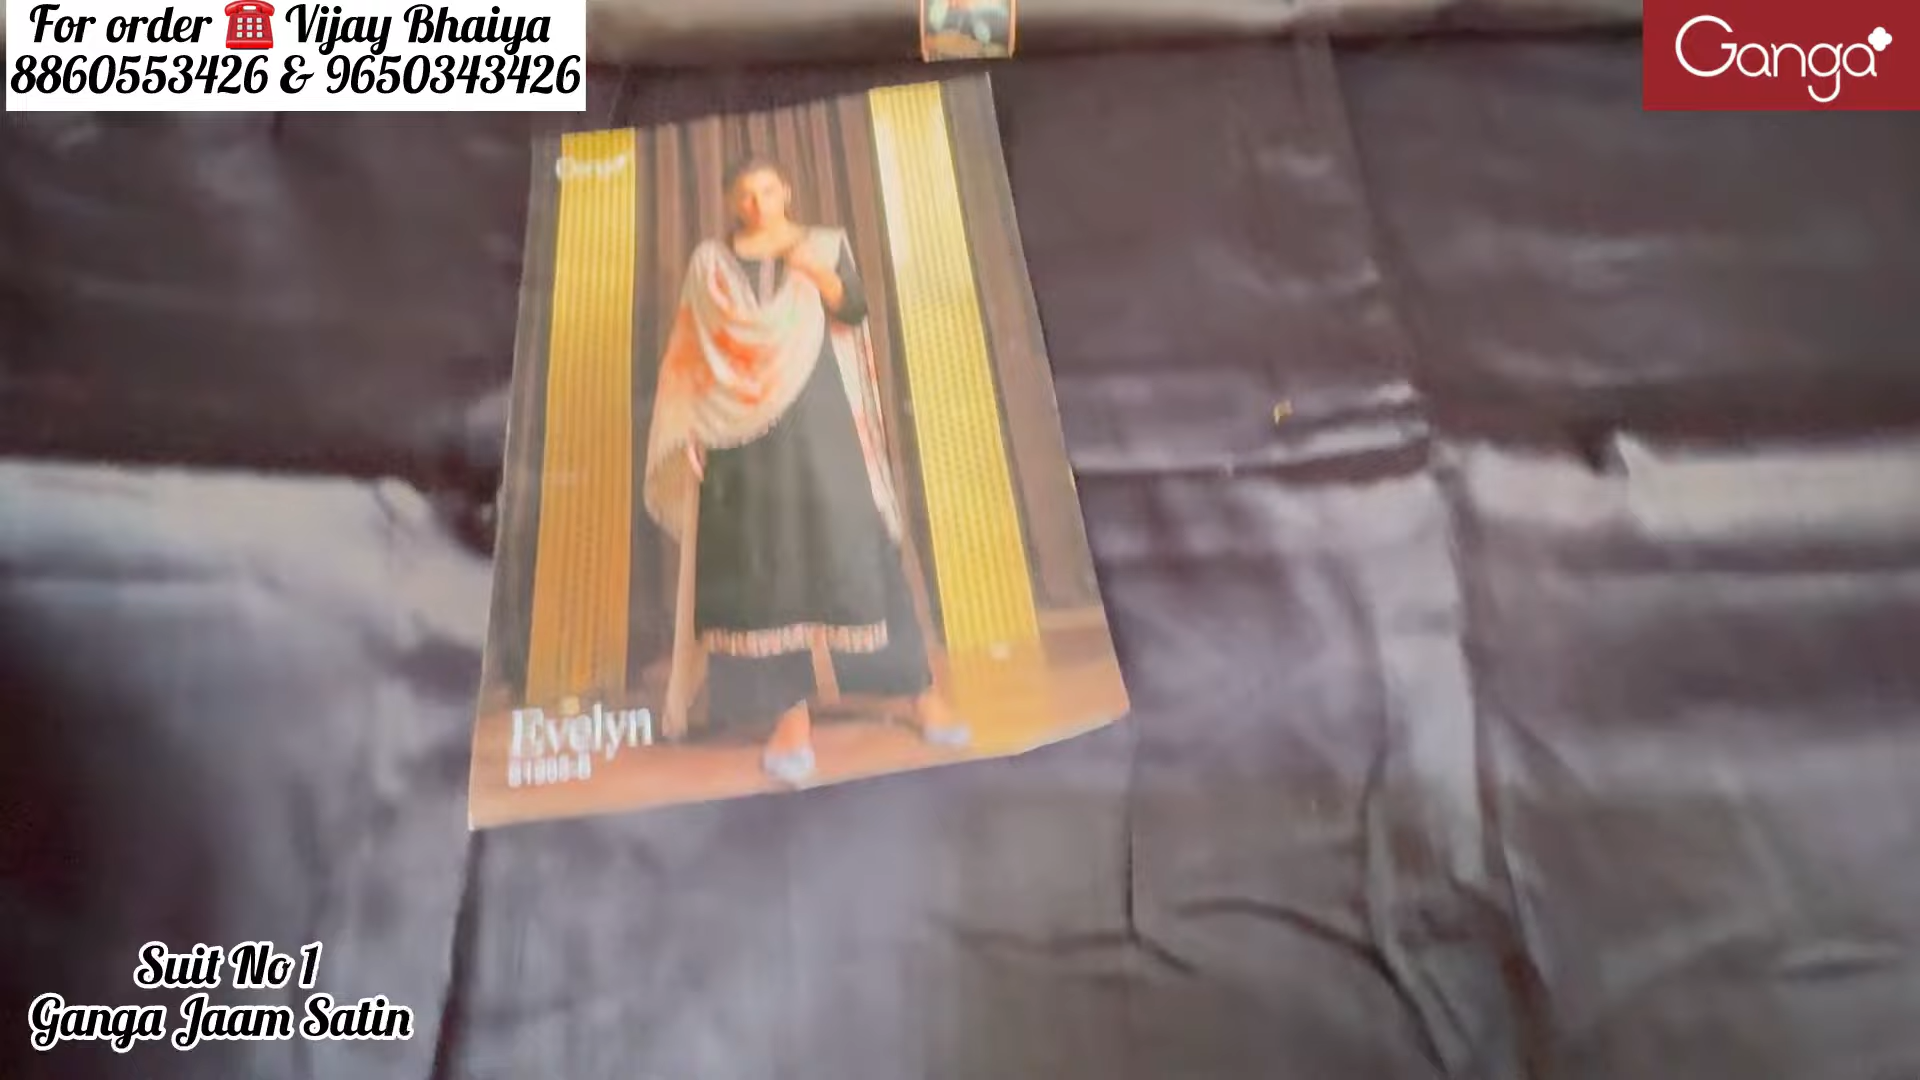 For order ☎️ Vijay Bhaiya
8860553426 & 9650343426
Ganga
Evelyn
Suit No 1
Ganga Jaam Satin